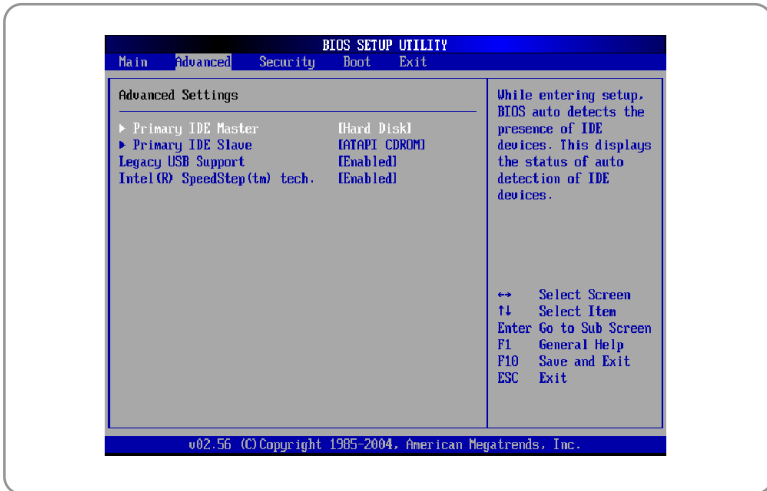 BIOS SETUP UTILITY
Main Advanced Security Boot Exit
Advanced Settings
▶ Primary IDE Master [Hard Disk]
▶ Primary IDE Slave [ATAPI CDROM]
Legacy USB Support [Enabled]
Intel(R) SpeedStep(tm) tech. [Enabled]
While entering setup,
BIOS auto detects the
presence of IDE
devices. This displays
the status of auto
detection of IDE
devices.
↔ Select Screen
↑↓ Select Item
Enter Go to Sub Screen
F1 General Help
F10 Save and Exit
ESC Exit
v02.56 (C)Copyright 1985-2004, American Megatrends, Inc.